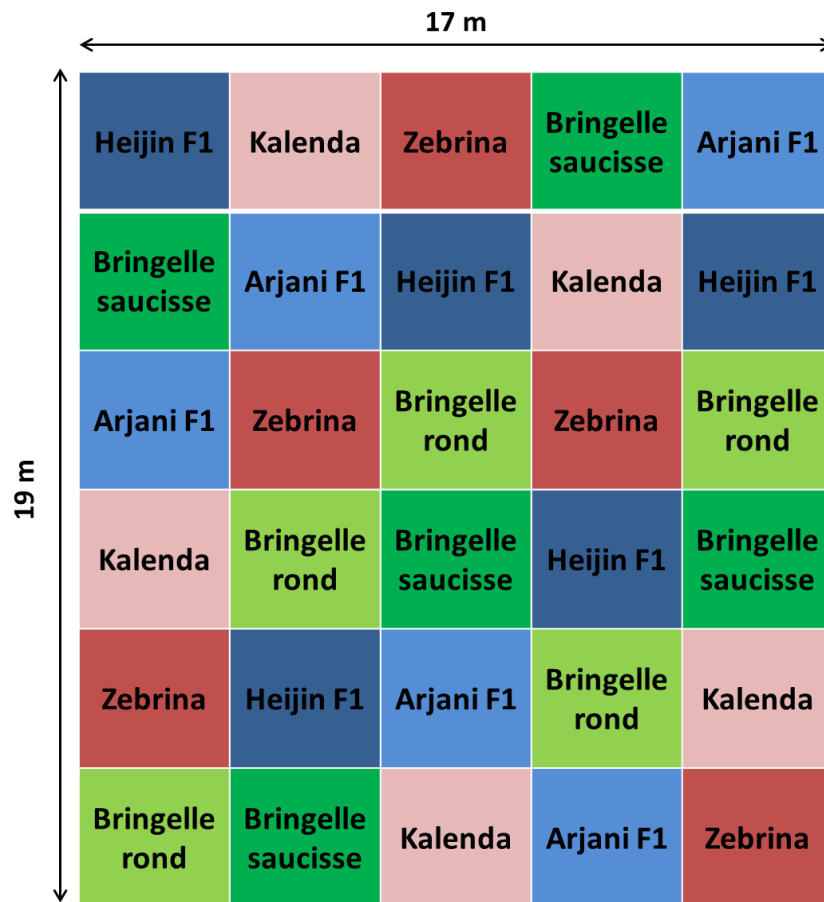 17 m
19 m
Heijin F1
Kalenda
Zebrina
Bringelle
saucisse
Arjani F1
Bringelle
saucisse
Arjani F1
Heijin F1
Kalenda
Heijin F1
Arjani F1
Zebrina
Bringelle
rond
Zebrina
Bringelle
rond
Kalenda
Bringelle
rond
Bringelle
saucisse
Heijin F1
Bringelle
saucisse
Zebrina
Heijin F1
Arjani F1
Bringelle
rond
Kalenda
Bringelle
rond
Bringelle
saucisse
Kalenda
Arjani F1
Zebrina